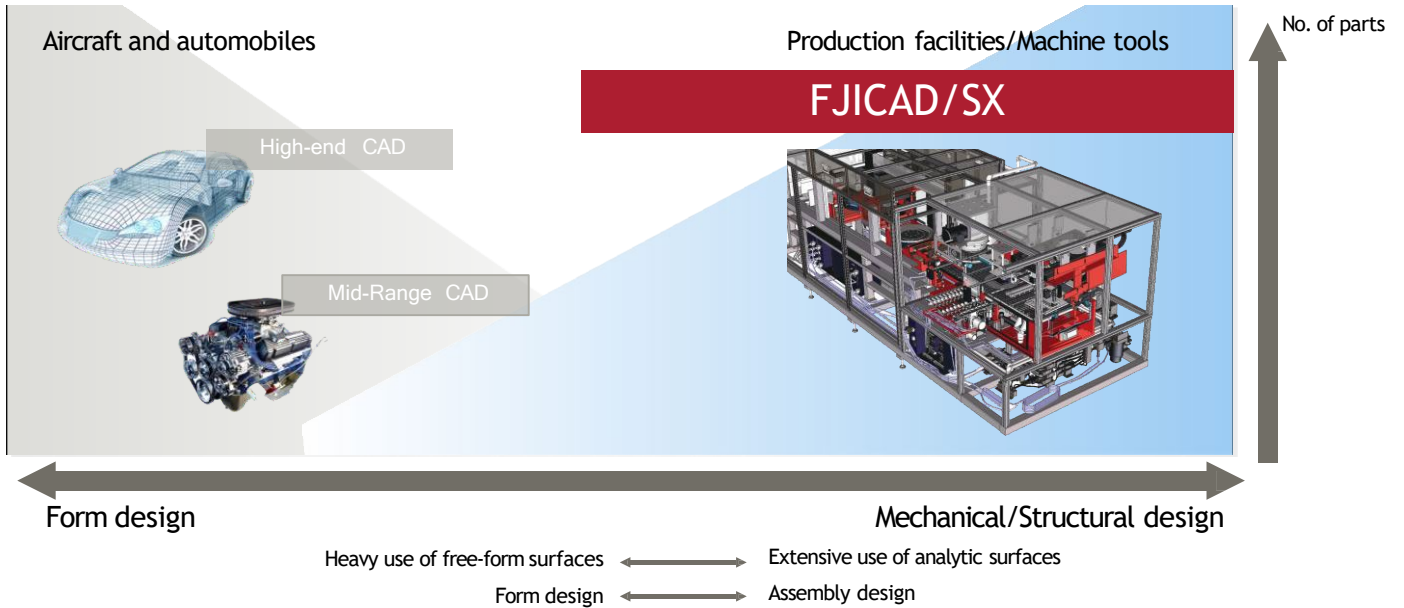 No. of parts
Aircraft and automobiles
Production facilities/Machine tools
FJICAD/SX
High-end CAD
Mid-Range CAD
Form design
Mechanical/Structural design
Heavy use of free-form surfaces
Extensive use of analytic surfaces
Form design
Assembly design